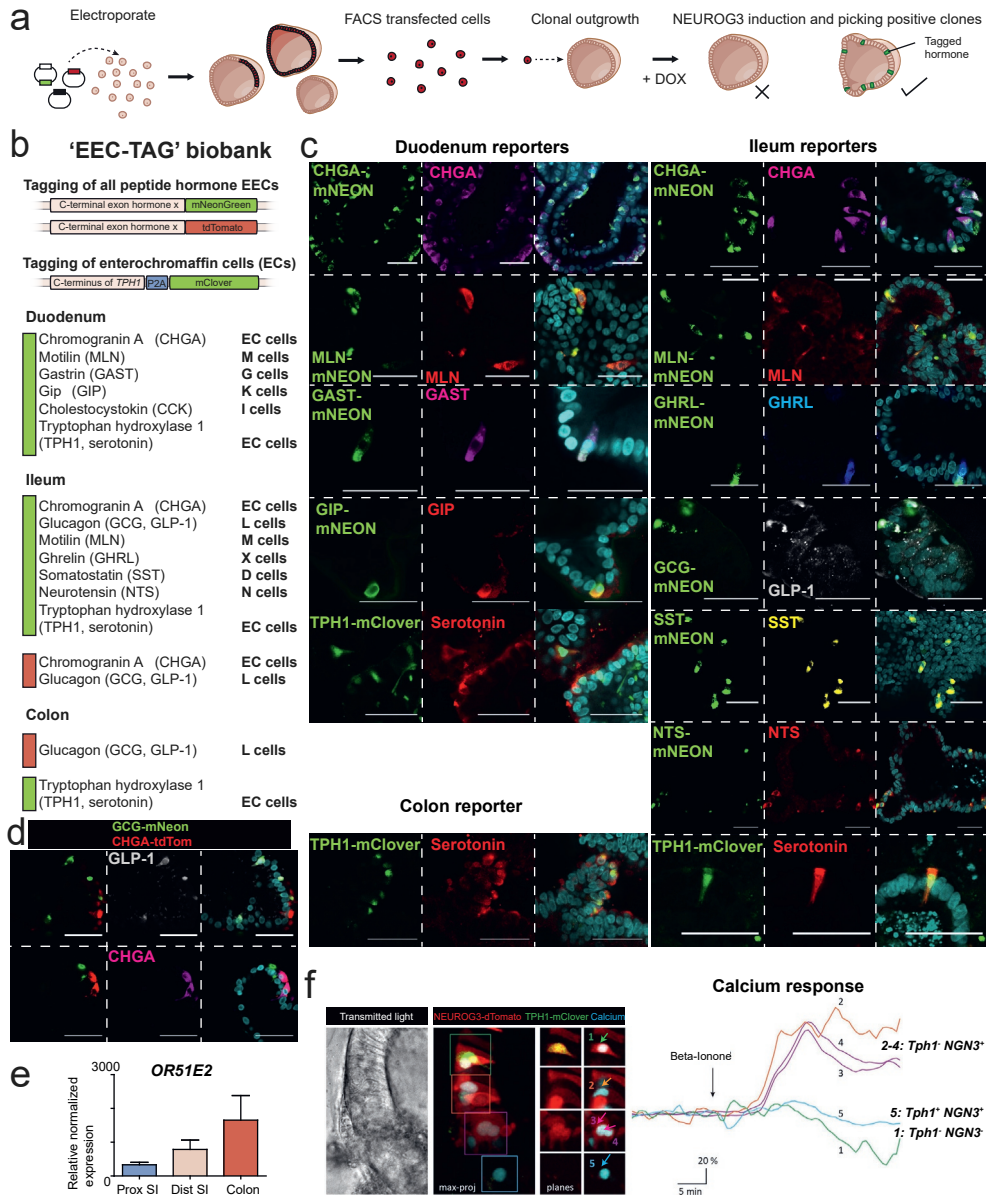 a
Electroporate
FACS transfected cells
Clonal outgrowth
NEUROG3 induction and picking positive clones
Tagged
hormone
+ DOX
b
'EEC-TAG' biobank
Tagging of all peptide hormone EECs
C-terminal exon hormone x mNeonGreen
C-terminal exon hormone x tdTomato
Tagging of enterochromaffin cells (ECs)
C-terminus of TPH1 P2A mClover
Duodenum
Chromogranin A (CHGA) EC cells
Motilin (MLN) M cells
Gastrin (GAST) G cells
Gip (GIP) K cells
Cholecystokin (CCK) I cells
Tryptophan hydroxylase 1
(TPH1, serotonin) EC cells
Ileum
Chromogranin A (CHGA) EC cells
Glucagon (GCG, GLP-1) L cells
Motilin (MLN) M cells
Ghrelin (GHRL) X cells
Somatostatin (SST) D cells
Neurotensin (NTS) N cells
Tryptophan hydroxylase 1
(TPH1, serotonin) EC cells
Chromogranin A (CHGA) EC cells
Glucagon (GCG, GLP-1) L cells
Colon
Glucagon (GCG, GLP-1) L cells
Tryptophan hydroxylase 1
(TPH1, serotonin) EC cells
c
Duodenum reporters
CHGA-
mNEON
CHGA
MLN-
mNEON
MLN
GAST-
mNEON
GAST
GIP-
mNEON
GIP
TPH1-mClover
Serotonin
Ileum reporters
CHGA-
mNEON
CHGA
MLN-
mNEON
MLN
GHRL-
mNEON
GHRL
GCG-
mNEON
GLP-1
SST-
mNEON
SST
NTS-
mNEON
NTS
TPH1-mClover
Serotonin
Colon reporter
TPH1-mClover
Serotonin
d
GCG-mNeon
CHGA-tdTom
GLP-1
CHGA
e
OR51E2
Relative normalized
expression
3000
0
Prox SI Dist SI Colon
f
Transmitted light
NEUROG3-dTomato TPH1-mClover Calcium
1
2
3
4
5
max-proj
planes
Calcium response
Beta-Ionone
2
4
3
5
1
2-4: Tph1⁻ NGN3⁺
5: Tph1⁺ NGN3⁺
1: Tph1⁻ NGN3⁻
20 %
5 min